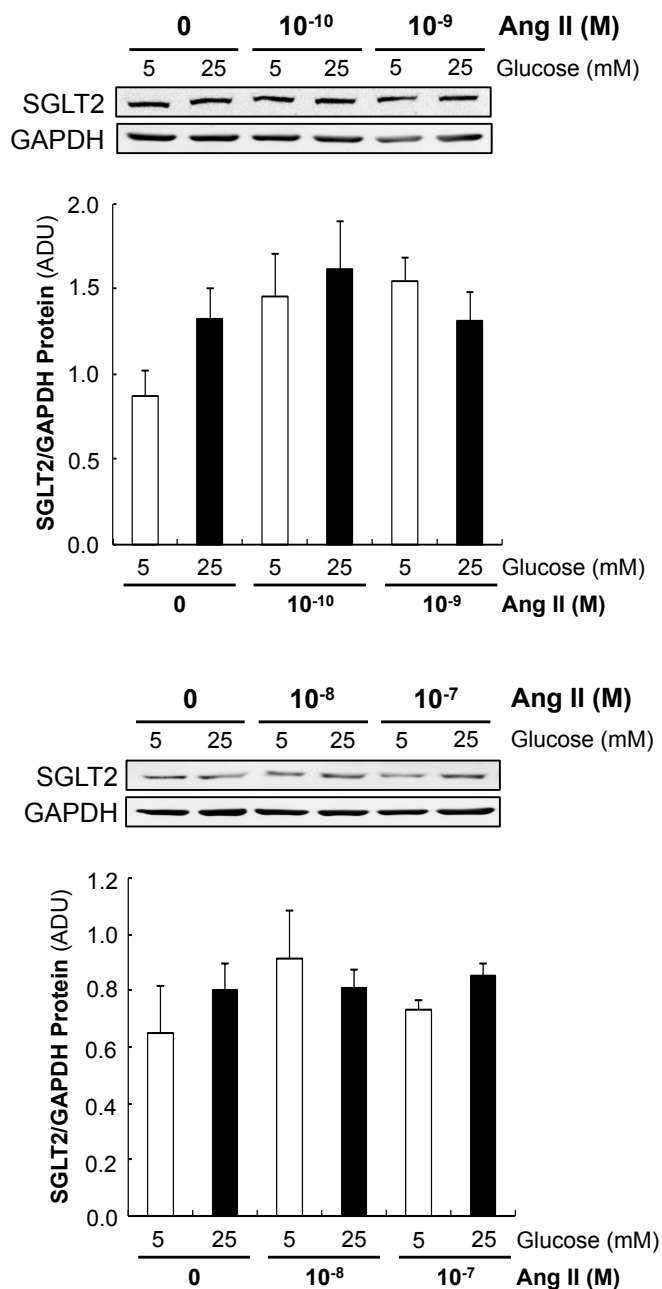 0 10⁻¹⁰ 10⁻⁹ Ang II (M)
5 25 5 25 5 25 Glucose (mM)
SGLT2
GAPDH
SGLT2/GAPDH Protein (ADU)
2.0
1.5
1.0
0.5
0.0
5 25 5 25 5 25 Glucose (mM)
0 10⁻¹⁰ 10⁻⁹ Ang II (M)
0 10⁻⁸ 10⁻⁷ Ang II (M)
5 25 5 25 5 25 Glucose (mM)
SGLT2
GAPDH
SGLT2/GAPDH Protein (ADU)
1.2
1.0
0.8
0.6
0.4
0.2
0.0
5 25 5 25 5 25 Glucose (mM)
0 10⁻⁸ 10⁻⁷ Ang II (M)